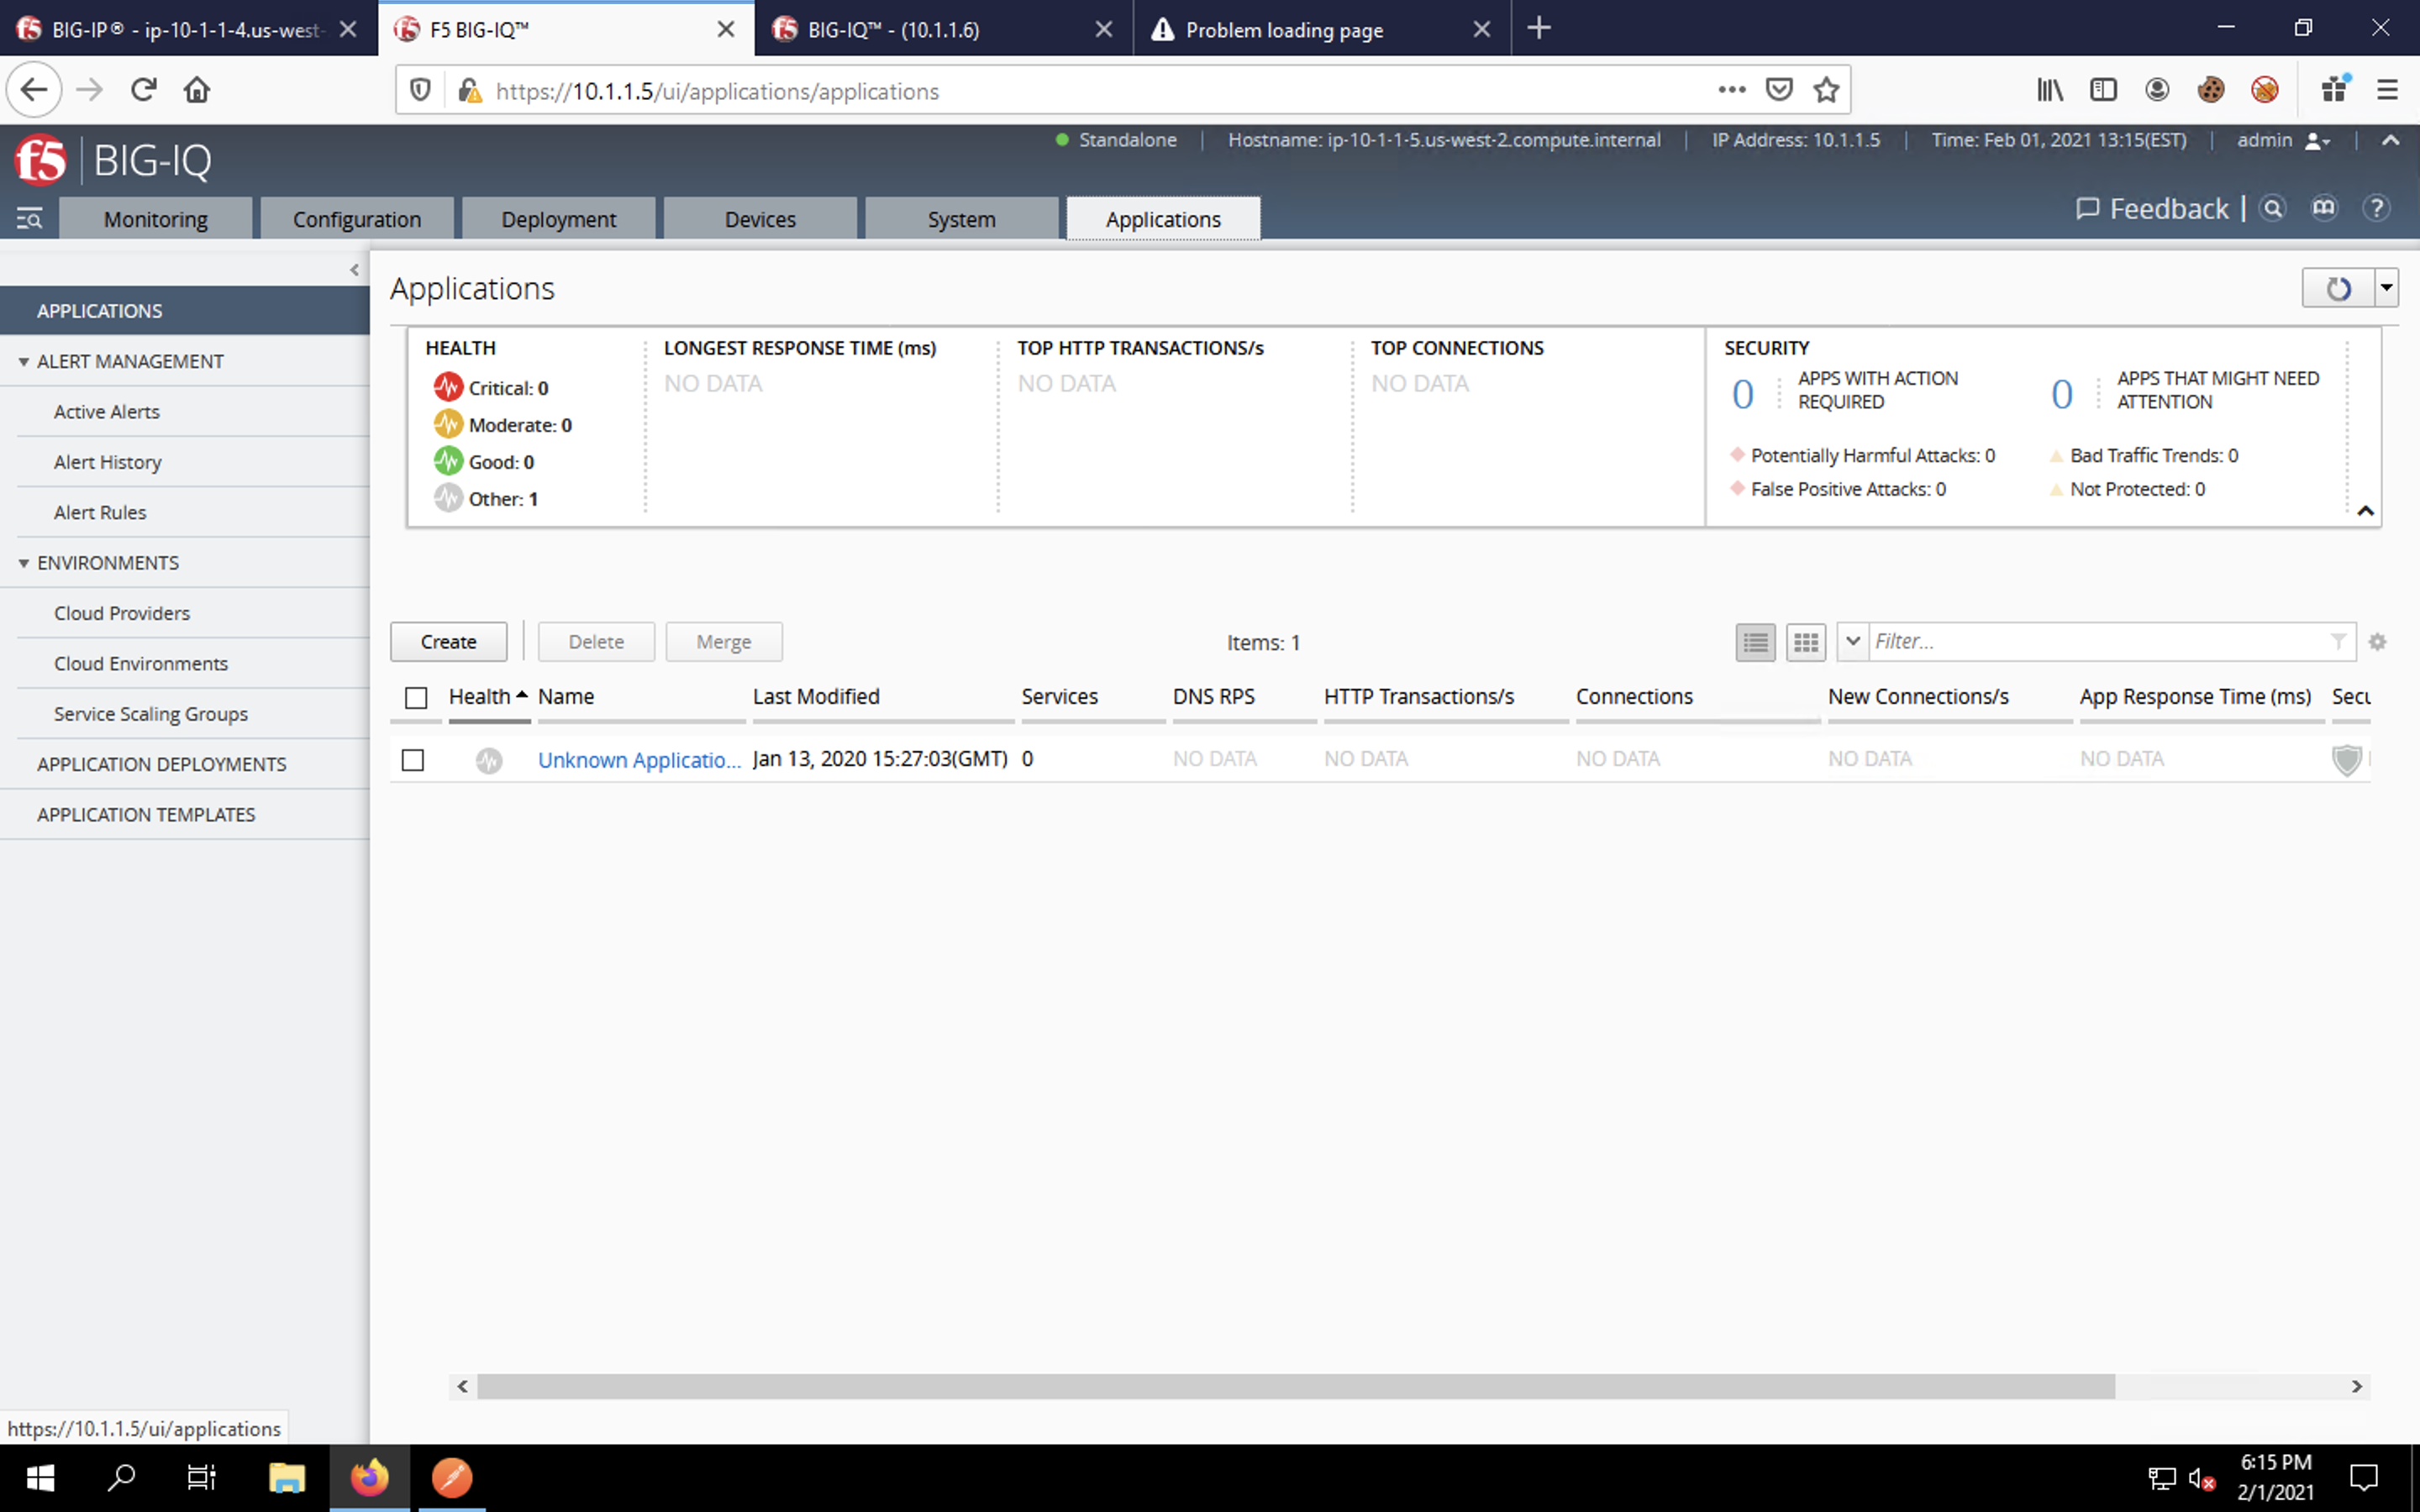 BIG-IP® - ip-10-1-1-4.us-west-
F5 BIG-IQ™
BIG-IQ™ - (10.1.1.6)
Problem loading page
https://10.1.1.5/ui/applications/applications
f5 BIG-IQ
Standalone
Hostname: ip-10-1-1-5.us-west-2.compute.internal
IP Address: 10.1.1.5
Time: Feb 01, 2021 13:15(EST)
admin
Monitoring
Configuration
Deployment
Devices
System
Applications
Feedback
APPLICATIONS
ALERT MANAGEMENT
Active Alerts
Alert History
Alert Rules
ENVIRONMENTS
Cloud Providers
Cloud Environments
Service Scaling Groups
APPLICATION DEPLOYMENTS
APPLICATION TEMPLATES
Applications
HEALTH
Critical: 0
Moderate: 0
Good: 0
Other: 1
LONGEST RESPONSE TIME (ms)
NO DATA
TOP HTTP TRANSACTIONS/s
NO DATA
TOP CONNECTIONS
NO DATA
SECURITY
0
APPS WITH ACTION
REQUIRED
0
APPS THAT MIGHT NEED
ATTENTION
Potentially Harmful Attacks: 0
Bad Traffic Trends: 0
False Positive Attacks: 0
Not Protected: 0
Create
Delete
Merge
Items: 1
Filter...
Health Name Last Modified Services DNS RPS HTTP Transactions/s Connections New Connections/s App Response Time (ms) Secu
Unknown Applicatio... Jan 13, 2020 15:27:03(GMT) 0 NO DATA NO DATA NO DATA NO DATA NO DATA
https://10.1.1.5/ui/applications
6:15 PM
2/1/2021